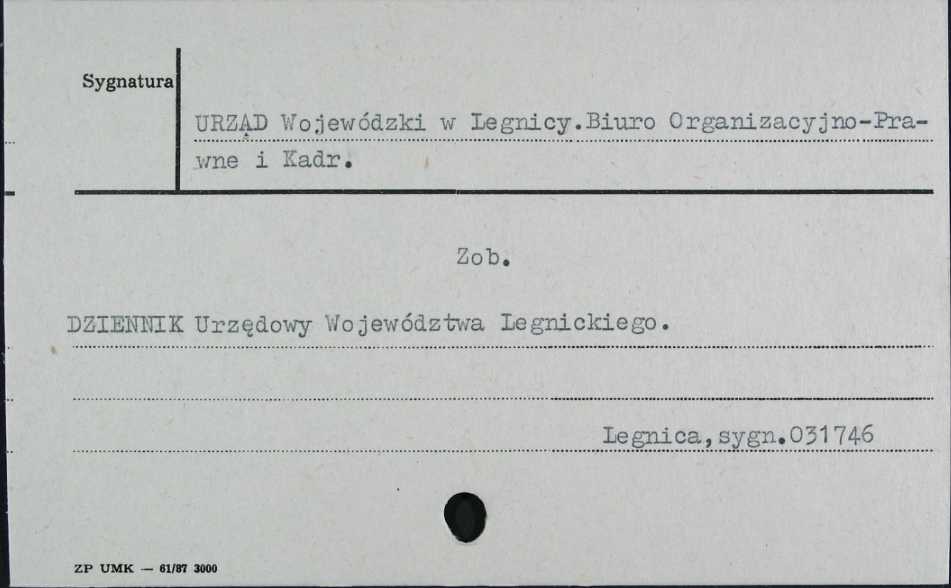 Sygnatura
URZĄD Wojewódzki w Legnicy.Biuro Organizacyjno-Pra-
wne i Kadr.
Zob.
DZIENNIK Urzędowy Województwa Legnickiego.
Legnica,sygn.031746
ZP UMK — 61/87 3000